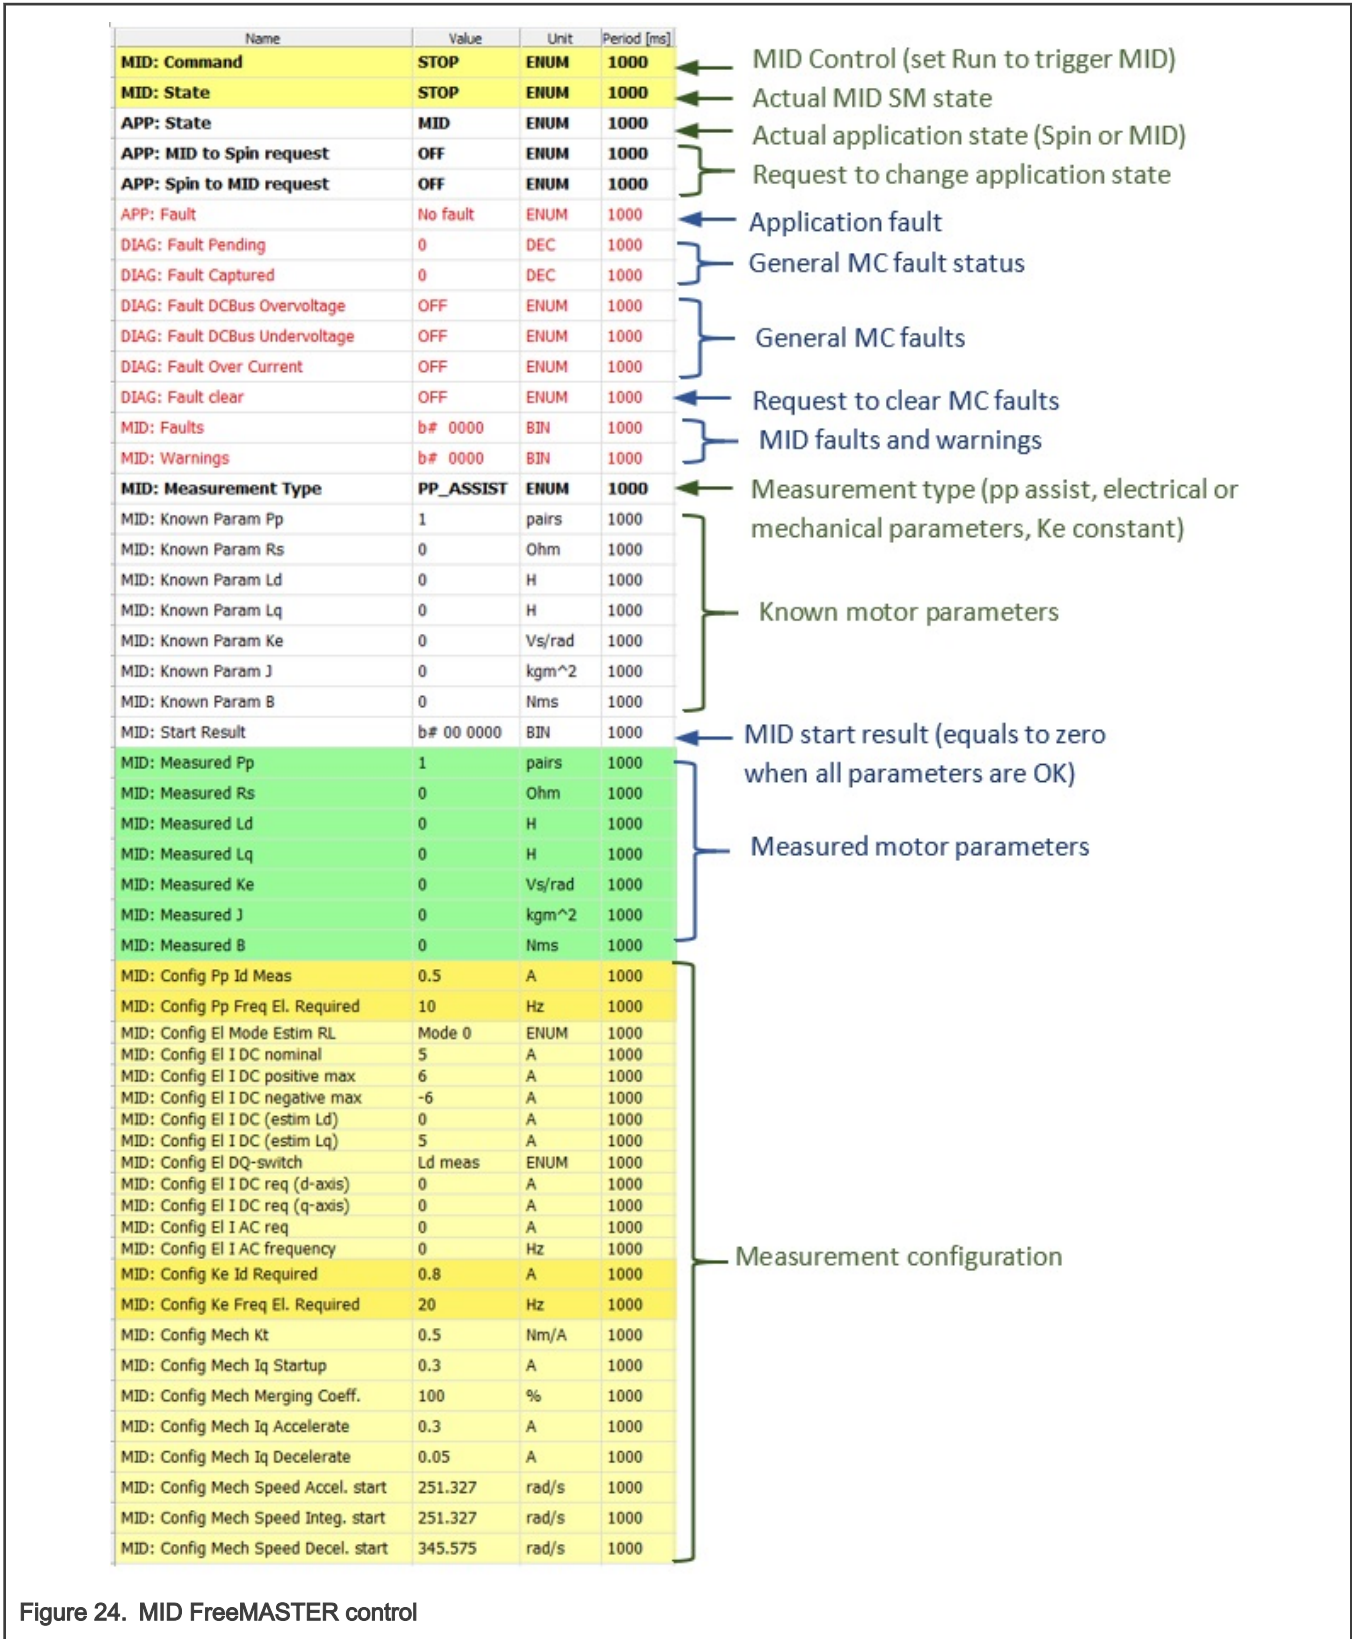 Name Value Unit Period [ms]
MID: Command STOP ENUM 1000
MID Control (set Run to trigger MID)
MID: State STOP ENUM 1000
Actual MID SM state
APP: State MID ENUM 1000
Actual application state (Spin or MID)
APP: MID to Spin request OFF ENUM 1000
APP: Spin to MID request OFF ENUM 1000
Request to change application state
APP: Fault No fault ENUM 1000
Application fault
DIAG: Fault Pending 0 DEC 1000
DIAG: Fault Captured 0 DEC 1000
General MC fault status
DIAG: Fault DCBus Overvoltage OFF ENUM 1000
DIAG: Fault DCBus Undervoltage OFF ENUM 1000
DIAG: Fault Over Current OFF ENUM 1000
General MC faults
DIAG: Fault clear OFF ENUM 1000
Request to clear MC faults
MID: Faults b# 0000 BIN 1000
MID: Warnings b# 0000 BIN 1000
MID faults and warnings
MID: Measurement Type PP_ASSIST ENUM 1000
Measurement type (pp assist, electrical or
mechanical parameters, Ke constant)
MID: Known Param Pp 1 pairs 1000
MID: Known Param Rs 0 Ohm 1000
MID: Known Param Ld 0 H 1000
MID: Known Param Lq 0 H 1000
MID: Known Param Ke 0 Vs/rad 1000
MID: Known Param J 0 kgm^2 1000
MID: Known Param B 0 Nms 1000
Known motor parameters
MID: Start Result b# 00 0000 BIN 1000
MID start result (equals to zero
when all parameters are OK)
MID: Measured Pp 1 pairs 1000
MID: Measured Rs 0 Ohm 1000
MID: Measured Ld 0 H 1000
MID: Measured Lq 0 H 1000
MID: Measured Ke 0 Vs/rad 1000
MID: Measured J 0 kgm^2 1000
MID: Measured B 0 Nms 1000
Measured motor parameters
MID: Config Pp Id Meas 0.5 A 1000
MID: Config Pp Freq El. Required 10 Hz 1000
MID: Config El Mode Estim RL Mode 0 ENUM 1000
MID: Config El I DC nominal 5 A 1000
MID: Config El I DC positive max 6 A 1000
MID: Config El I DC negative max -6 A 1000
MID: Config El I DC (estim Ld) 0 A 1000
MID: Config El I DC (estim Lq) 5 A 1000
MID: Config El DQ-switch Ld meas ENUM 1000
MID: Config El I DC req (d-axis) 0 A 1000
MID: Config El I DC req (q-axis) 0 A 1000
MID: Config El I AC req 0 A 1000
MID: Config El I AC frequency 0 Hz 1000
MID: Config Ke Id Required 0.8 A 1000
MID: Config Ke Freq El. Required 20 Hz 1000
MID: Config Mech Kt 0.5 Nm/A 1000
MID: Config Mech Iq Startup 0.3 A 1000
MID: Config Mech Merging Coeff. 100 % 1000
MID: Config Mech Iq Accelerate 0.3 A 1000
MID: Config Mech Iq Decelerate 0.05 A 1000
MID: Config Mech Speed Accel. start 251.327 rad/s 1000
MID: Config Mech Speed Integ. start 251.327 rad/s 1000
MID: Config Mech Speed Decel. start 345.575 rad/s 1000
Measurement configuration
Figure 24. MID FreeMASTER control